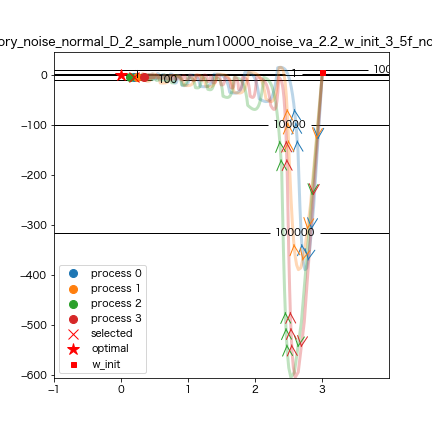 ory_noise_normal_D_2_sample_num10000_noise_va_2.2_w_init_3_5f_no
0
−100
−200
−300
−400
−500
−600
−1
0
1
2
3
100
1
100
10000
100000
process 0
process 1
process 2
process 3
selected
optimal
w_init